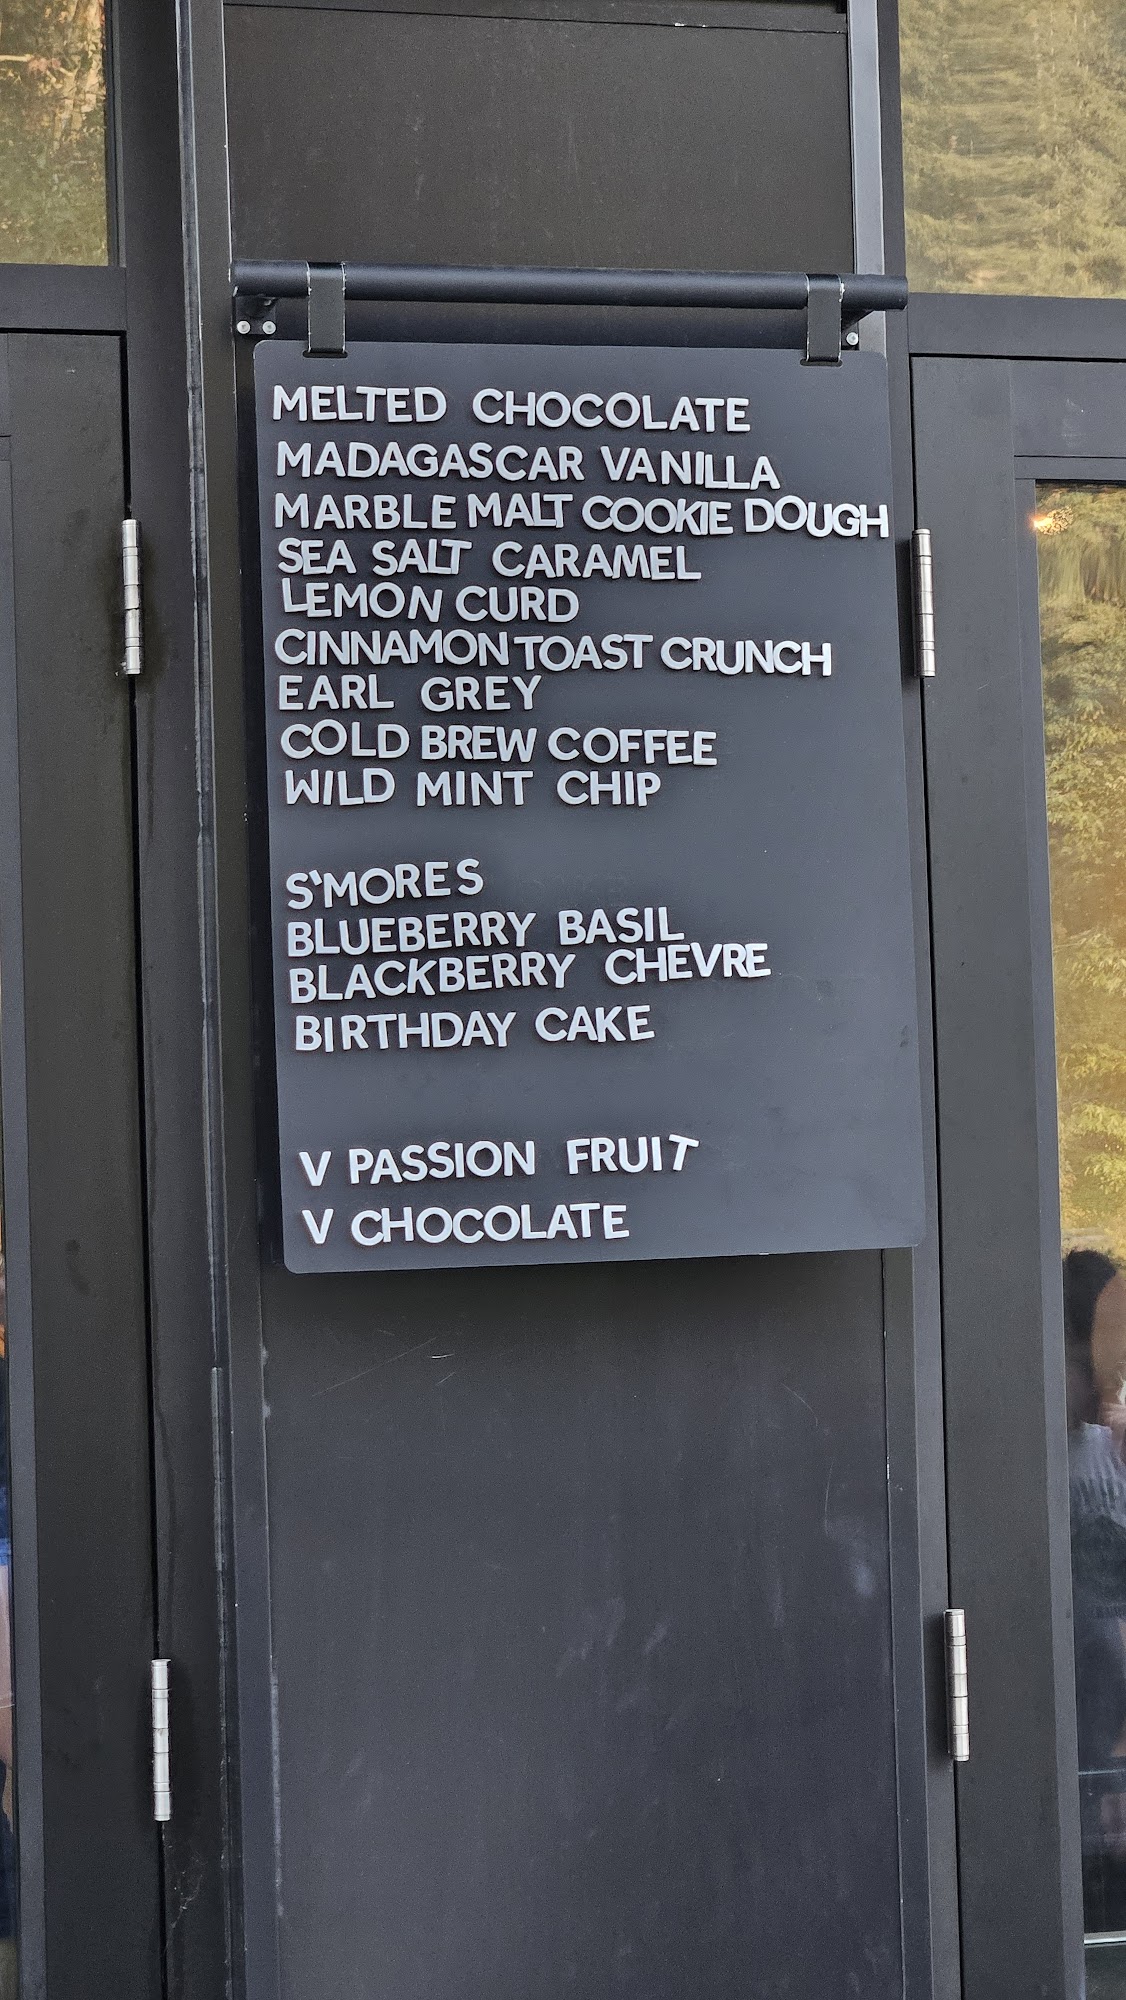 MELTED CHOCOLATE
MADAGASCAR VANILLA
MARBLE MALT COOKIE DOUGH
SEA SALT CARAMEL
LEMON CURD
CINNAMON TOAST CRUNCH
EARL GREY
COLD BREW COFFEE
WILD MINT CHIP
S'MORES
BLUEBERRY BASIL
BLACKBERRY CHEVRE
BIRTHDAY CAKE
V PASSION FRUIT
V CHOCOLATE